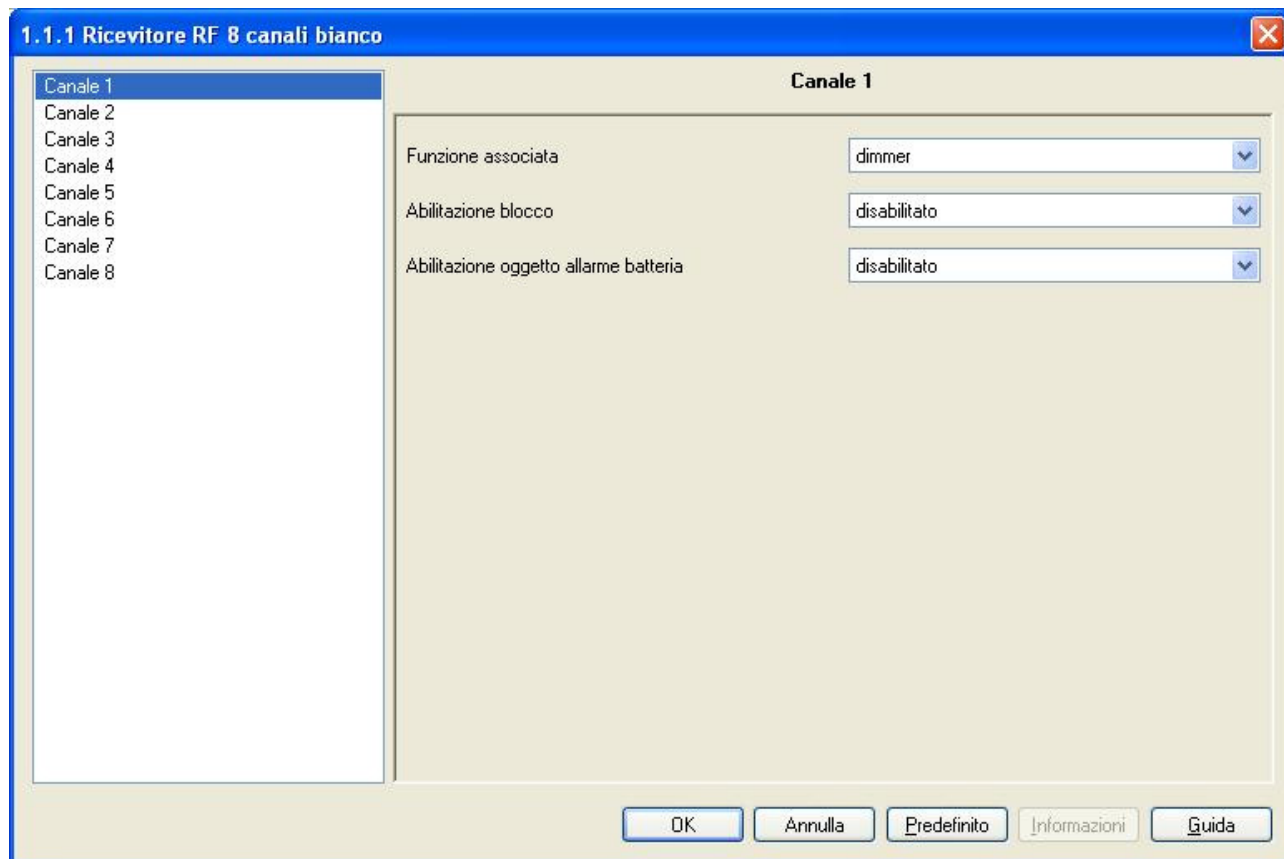 1.1.1 Ricevitore RF 8 canali bianco
Canale 1
Canale 2
Canale 3
Canale 4
Canale 5
Canale 6
Canale 7
Canale 8
Canale 1
Funzione associata dimmer
Abilitazione blocco disabilitato
Abilitazione oggetto allarme batteria disabilitato
OK Annulla Predefinito Informazioni Guida